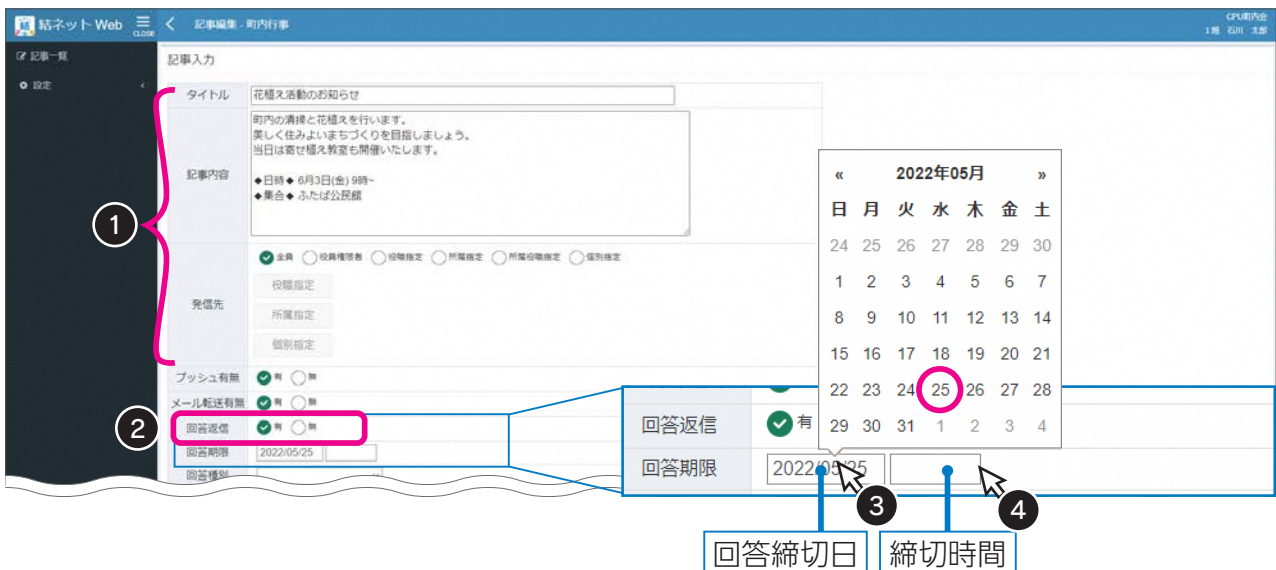 結ネット Web
CLOSE
記事編集 - 町内行事
CPU町内会
1班 石川 太郎
記事一覧
設定
記事入力
タイトル
花植え活動のお知らせ
記事内容
町内の清掃と花植えを行います。
美しく住みよいまちづくりを目指しましょう。
当日は寄せ植え教室も開催いたします。
◆日時◆ 6月3日(金) 9時~
◆集合◆ ふたば公民館
1
発信先
全員 役員権限者 役職指定 所属指定 所属役職指定 個別指定
役職指定
所属指定
個別指定
プッシュ有無 有 無
メール転送有無 有 無
2
回答返信 有 無
回答期限 2022/05/25
回答種別
« 2022年05月 »
日 月 火 水 木 金 土
24 25 26 27 28 29 30
1 2 3 4 5 6 7
8 9 10 11 12 13 14
15 16 17 18 19 20 21
22 23 24 25 26 27 28
29 30 31 1 2 3 4
回答返信 有
回答期限 2022/05/25
3
4
回答締切日
締切時間